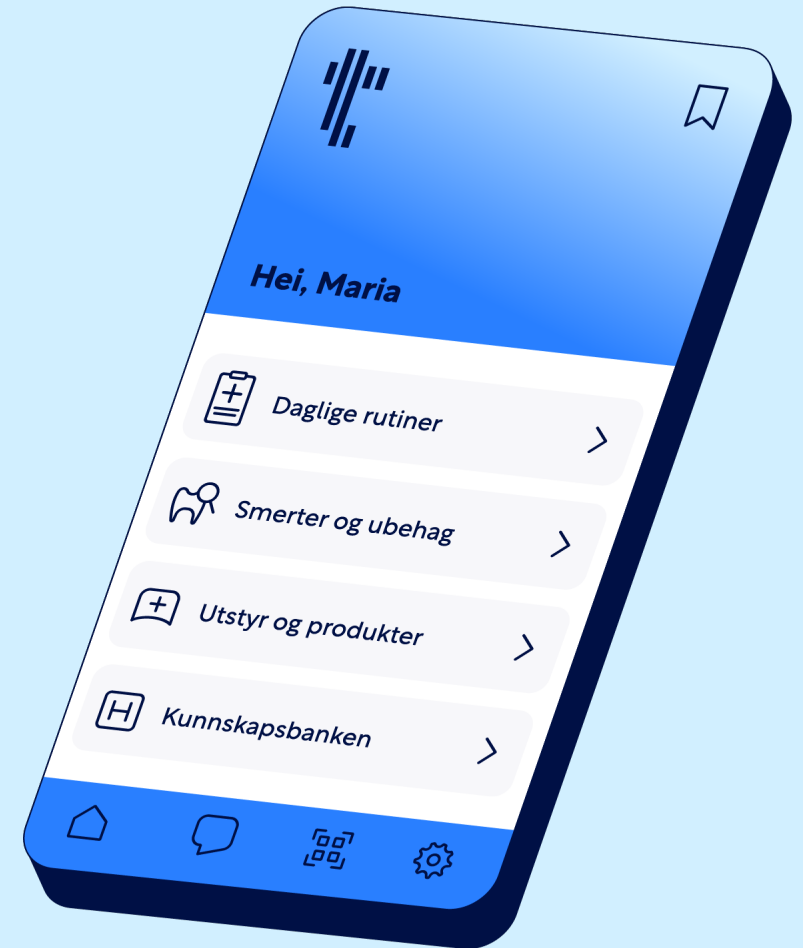 Hei, Maria
Daglige rutiner
Smerter og ubehag
Utstyr og produkter
Kunnskapsbanken